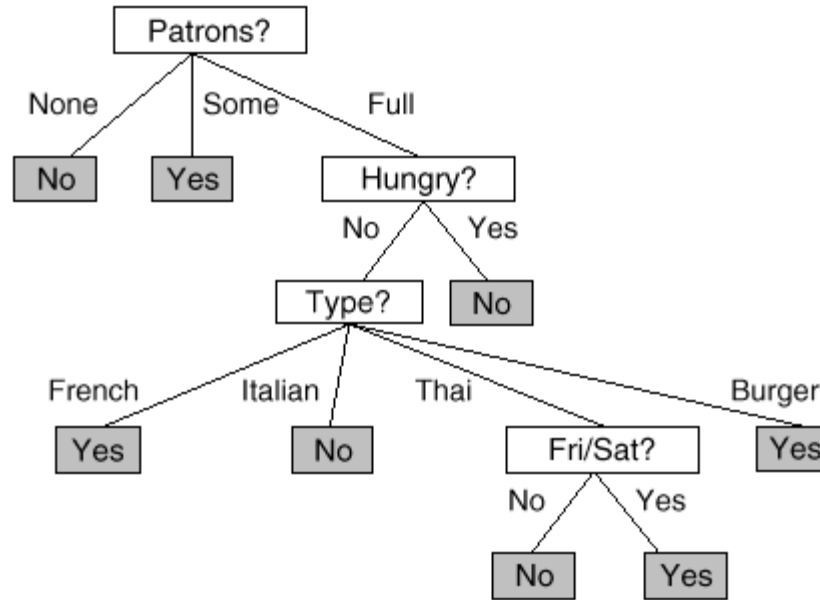 Patrons?
None Some Full
No Yes Hungry?
No Yes
Type? No
French Italian Thai Burger
Yes No Fri/Sat? Yes
No Yes
No Yes